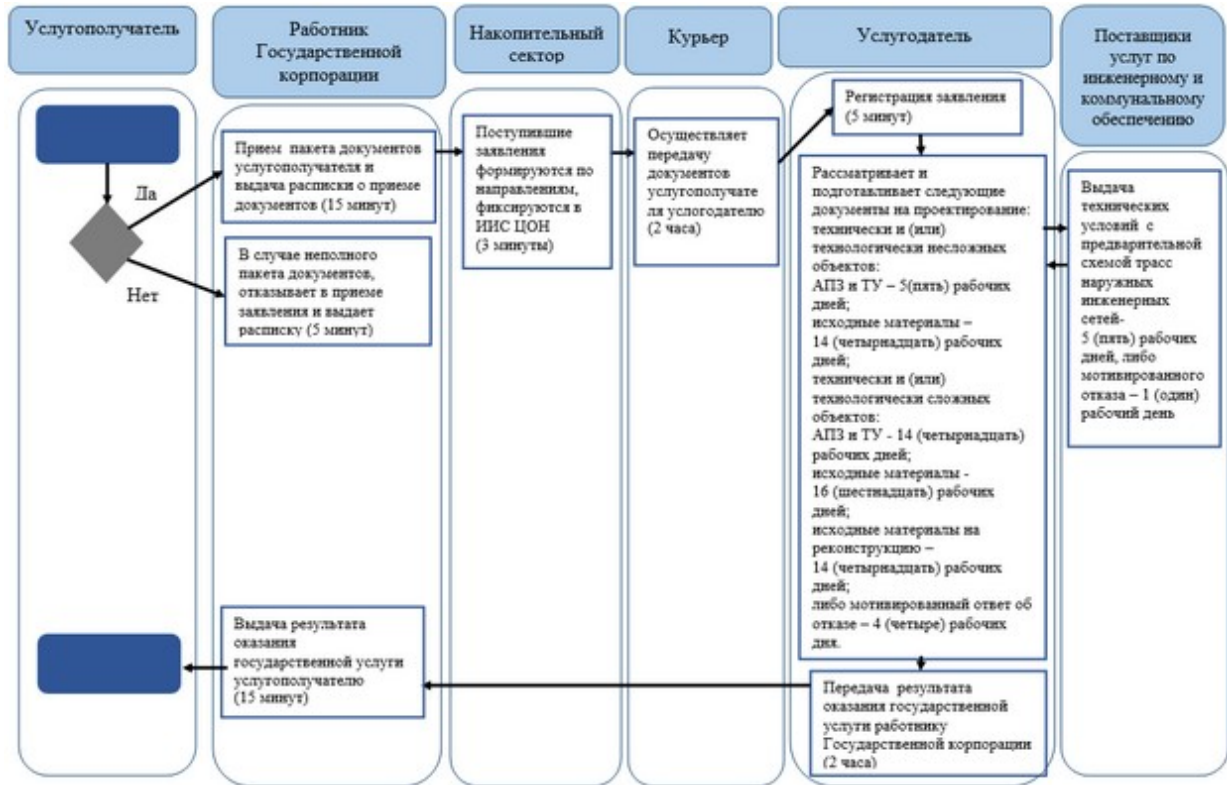 Услугополучатель
Работник
Государственной
корпорации
Накопительный
сектор
Курьер
Услугодатель
Поставщики
услуг по
инженерному и
коммунальному
обеспечению
Да
Нет
Прием пакета документов
услугополучателя и
выдача расписки о приеме
документов (15 минут)
В случае неполного
пакета документов,
отказывает в приеме
заявления и выдает
расписку (5 минут)
Поступившие
заявления
формируются по
направлениям,
фиксируются в
ИИС ЦОН
(3 минуты)
Осуществляет
передачу
документов
услугополучате
ля услогодателю
(2 часа)
Регистрация заявления
(5 минут)
Рассматривает и
подготавливает следующие
документы на проектирование:
технически и (или)
технологически несложных
объектов:
АПЗ и ТУ – 5(пять) рабочих
дней;
исходные материалы –
14 (четырнадцать) рабочих
дней;
технически и (или)
технологически сложных
объектов:
АПЗ и ТУ - 14 (четырнадцать)
рабочих дней;
исходные материалы -
16 (шестнадцать) рабочих
дней;
исходные материалы на
реконструкцию –
14 (четырнадцать) рабочих
дней;
либо мотивированный ответ об
отказе – 4 (четыре) рабочих
дня.
Выдача
технических
условий с
предварительной
схемой трасс
наружных
инженерных
сетей-
5 (пять) рабочих
дней, либо
мотивированного
отказа – 1 (один)
рабочий день
Выдача результата
оказания
государственной услуги
услугополучателю
(15 минут)
Передача результата
оказания государственной
услуги работнику
Государственной корпорации
(2 часа)